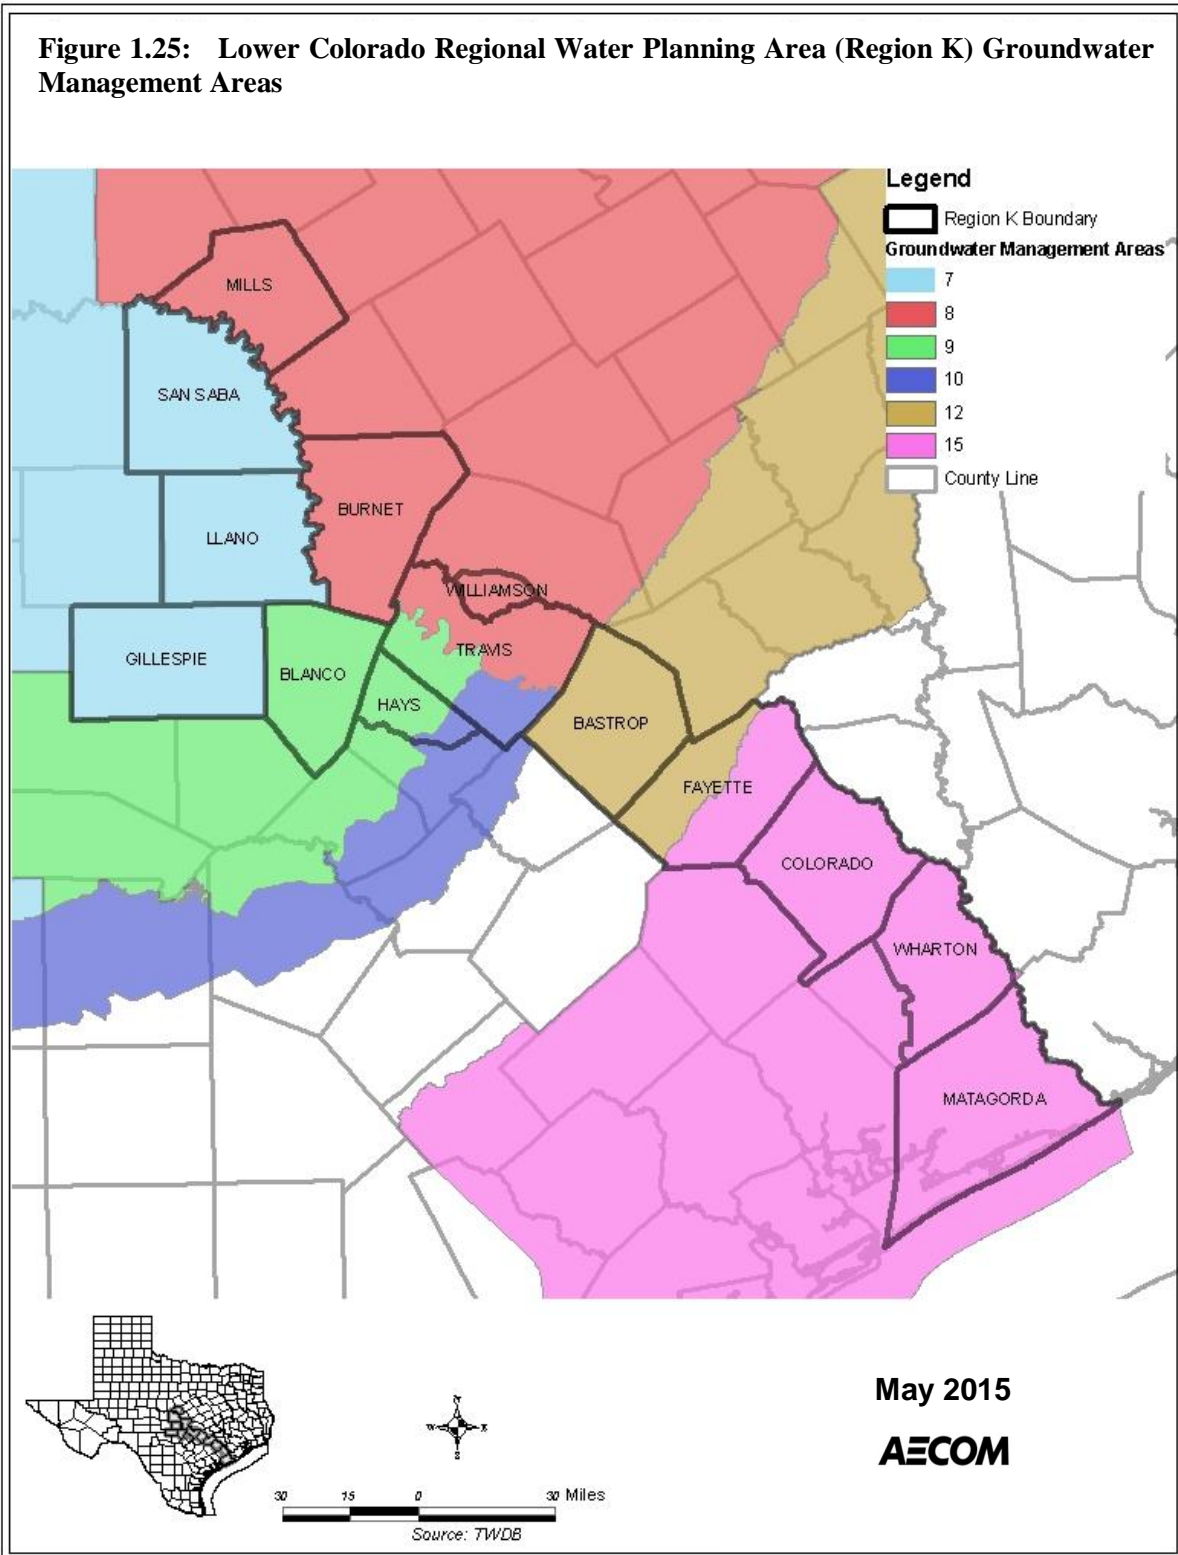 Figure 1.25: Lower Colorado Regional Water Planning Area (Region K) Groundwater
Management Areas
Legend
Region K Boundary
Groundwater Management Areas
7
8
9
10
12
15
County Line
MILLS
SAN SABA
BURNET
LLANO
WILLIAMSON
TRAVIS
GILLESPIE
BLANCO
HAYS
BASTROP
FAYETTE
COLORADO
WHARTON
MATAGORDA
N
W E
S
May 2015
AECOM
30 15 0 30 Miles
Source: TWDB